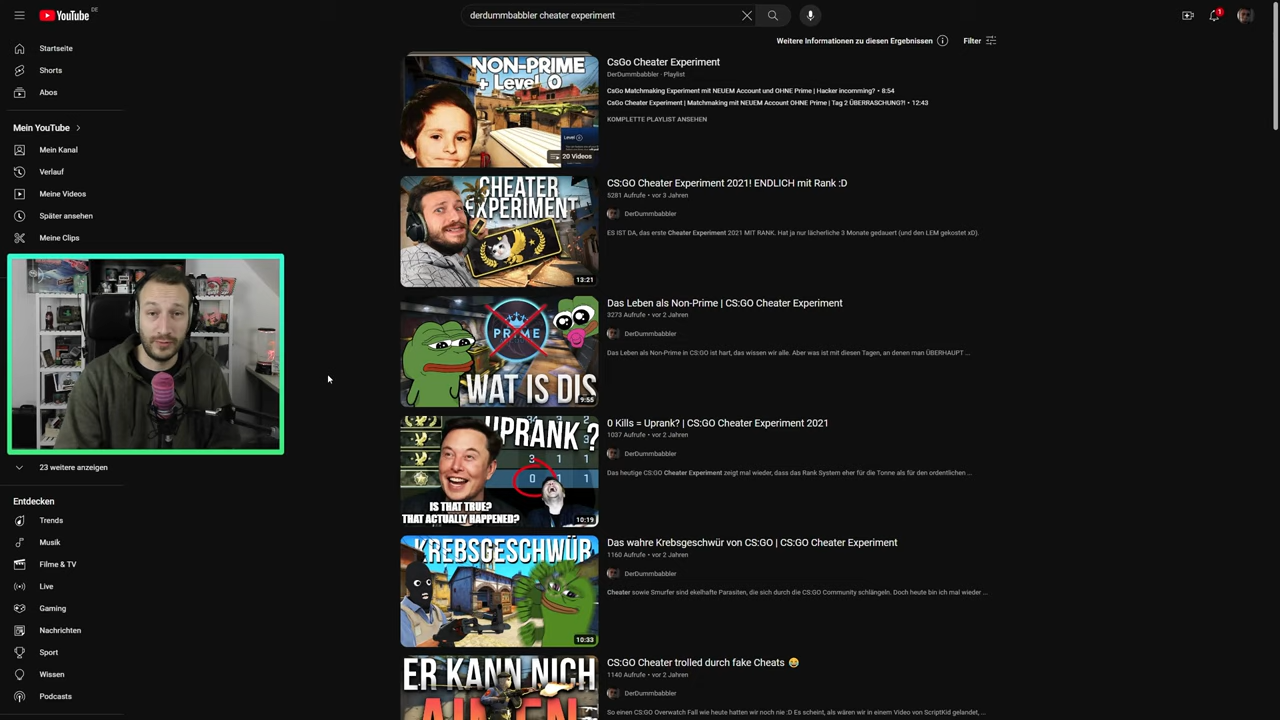 YouTube DE
derdummbabbler cheater experiment
1
Weitere Informationen zu diesen Ergebnissen
Filter
Startseite
Shorts
Abos
Mein YouTube
Mein Kanal
Verlauf
Meine Videos
Später ansehen
Meine Clips
23 weitere anzeigen
Entdecken
Trends
Musik
Filme & TV
Live
Gaming
Nachrichten
Sport
Wissen
Podcasts
NON-PRIME
+ Level 0
Level 0
20 Videos
CsGo Cheater Experiment
DerDummbabbler · Playlist
CsGo Matchmaking Experiment mit NEUEM Account und OHNE Prime | Hacker incomming? • 8:54
CsGo Cheater Experiment | Matchmaking mit NEUEM Account OHNE Prime | Tag 2 ÜBERRASCHUNG?! • 12:43
KOMPLETTE PLAYLIST ANSEHEN
CHEATER
EXPERIMENT
13:21
CS:GO Cheater Experiment 2021! ENDLICH mit Rank :D
5281 Aufrufe • vor 3 Jahren
DerDummbabbler
ES IST DA, das erste Cheater Experiment 2021 MIT RANK. Hat ja nur lächerliche 3 Monate gedauert (und den LEM gekostet xD).
PRIME
WAT IS DIS
9:55
Das Leben als Non-Prime | CS:GO Cheater Experiment
3273 Aufrufe • vor 2 Jahren
DerDummbabbler
Das Leben als Non-Prime in CS:GO ist hart, das wissen wir alle. Aber was ist mit diesen Tagen, an denen man ÜBERHAUPT ...
UPRANK?
3 1 1
0 1 1
IS THAT TRUE?
THAT ACTUALLY HAPPENED?
10:19
0 Kills = Uprank? | CS:GO Cheater Experiment 2021
1037 Aufrufe • vor 2 Jahren
DerDummbabbler
Das heutige CS:GO Cheater Experiment zeigt mal wieder, dass das Rank System eher für die Tonne als für den ordentlichen ...
KREBSGESCHWÜR
10:33
Das wahre Krebsgeschwür von CS:GO | CS:GO Cheater Experiment
1160 Aufrufe • vor 2 Jahren
DerDummbabbler
Cheater sowie Smurfer sind ekelhafte Parasiten, die sich durch die CS:GO Community schlängeln. Doch heute bin ich mal wieder ...
ER KANN NICH
CS:GO Cheater trolled durch fake Cheats 😂
1140 Aufrufe • vor 2 Jahren
DerDummbabbler
So einen CS:GO Overwatch Fall wie heute hatten wir noch nie :D Es scheint, als wären wir in einem Video von ScriptKid gelandet, ...